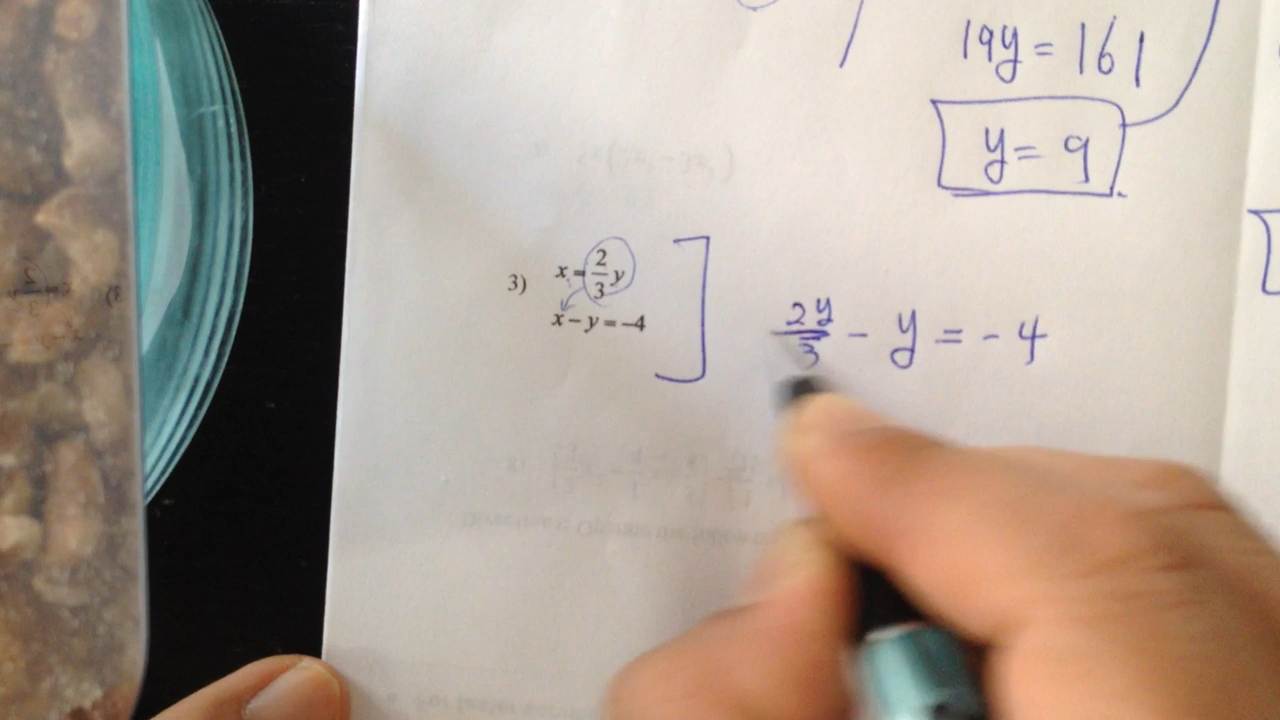 19y = 161
y = 9
3) x = 2/3 y
x - y = -4
2y/3 - y = -4